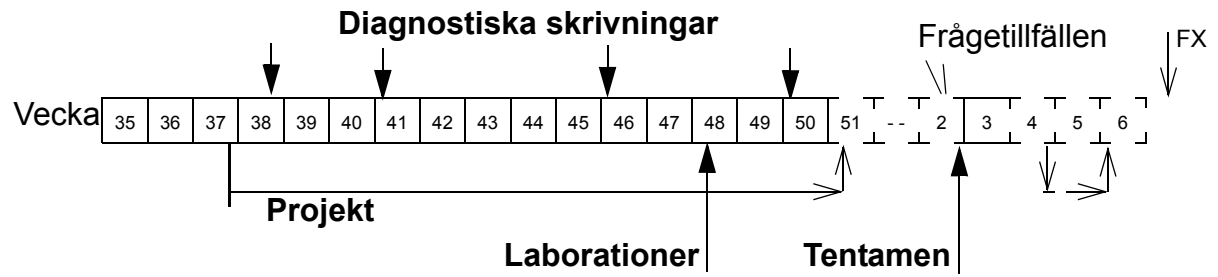 Diagnostiska skrivningar
Frågetillfällen
FX
Vecka 35 36 37 38 39 40 41 42 43 44 45 46 47 48 49 50 51 -- 2 3 4 5 6
Projekt
Laborationer Tentamen